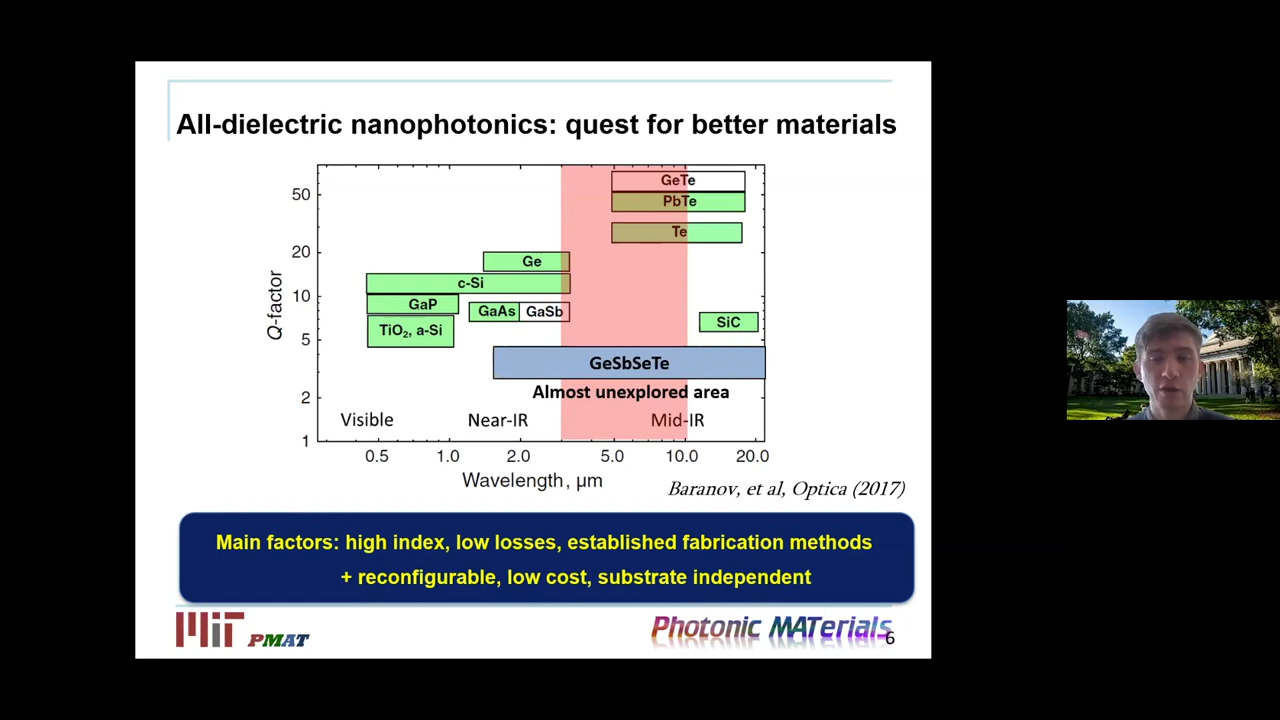 All-dielectric nanophotonics: quest for better materials
Q-factor
50
20
10
5
2
1
GeTe
PbTe
Te
Ge
c-Si
GaP
GaAs GaSb
TiO₂, a-Si
SiC
GeSbSeTe
Almost unexplored area
Visible Near-IR Mid-IR
0.5 1.0 2.0 5.0 10.0 20.0
Wavelength, µm
Baranov, et al, Optica (2017)
Main factors: high index, low losses, established fabrication methods
+ reconfigurable, low cost, substrate independent
MIT PMAT Photonic MATerials 6